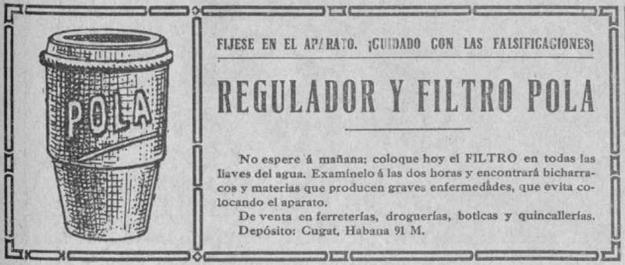 POLA
FIJESE EN EL APARATO. ¡CUIDADO CON LAS FALSIFICACIONES!
REGULADOR Y FILTRO POLA
No espere á mañana; coloque hoy el FILTRO en todas las
llaves del agua. Examínelo á las dos horas y encontrará bicharra-
cos y materias que producen graves enfermedades, que evita co-
locando el aparato.
De venta en ferreterías, droguerías, boticas y quincallerías.
Depósito: Cugat, Habana 91 M.